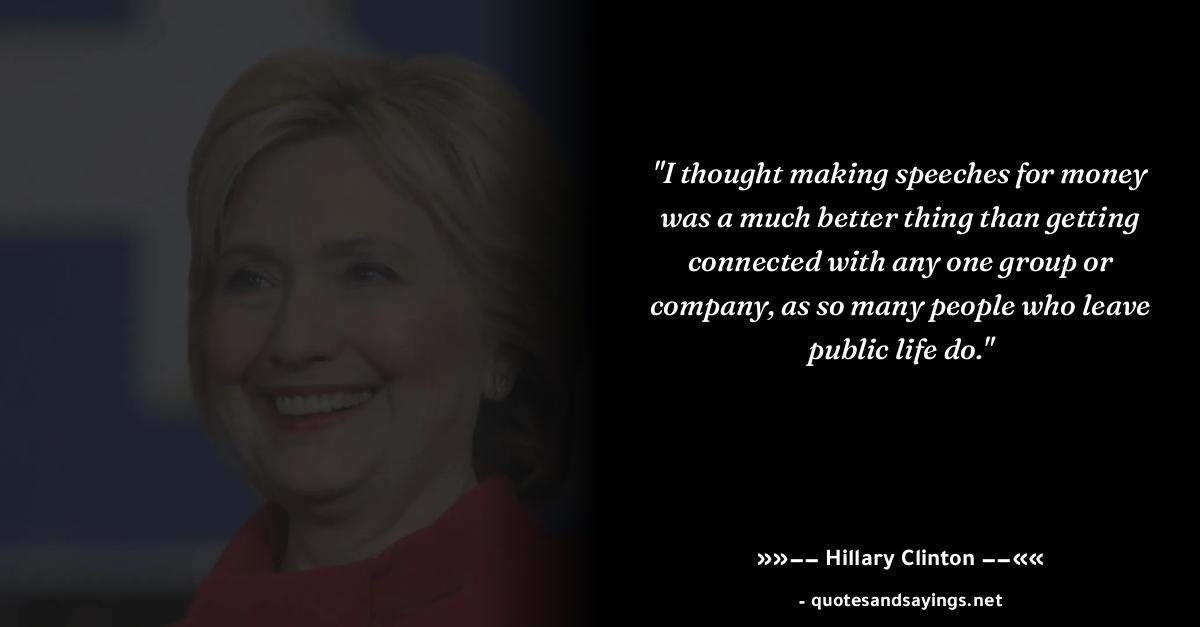 "I thought making speeches for money
was a much better thing than getting
connected with any one group or
company, as so many people who leave
public life do."
»»−− Hillary Clinton −−««
- quotesandsayings.net